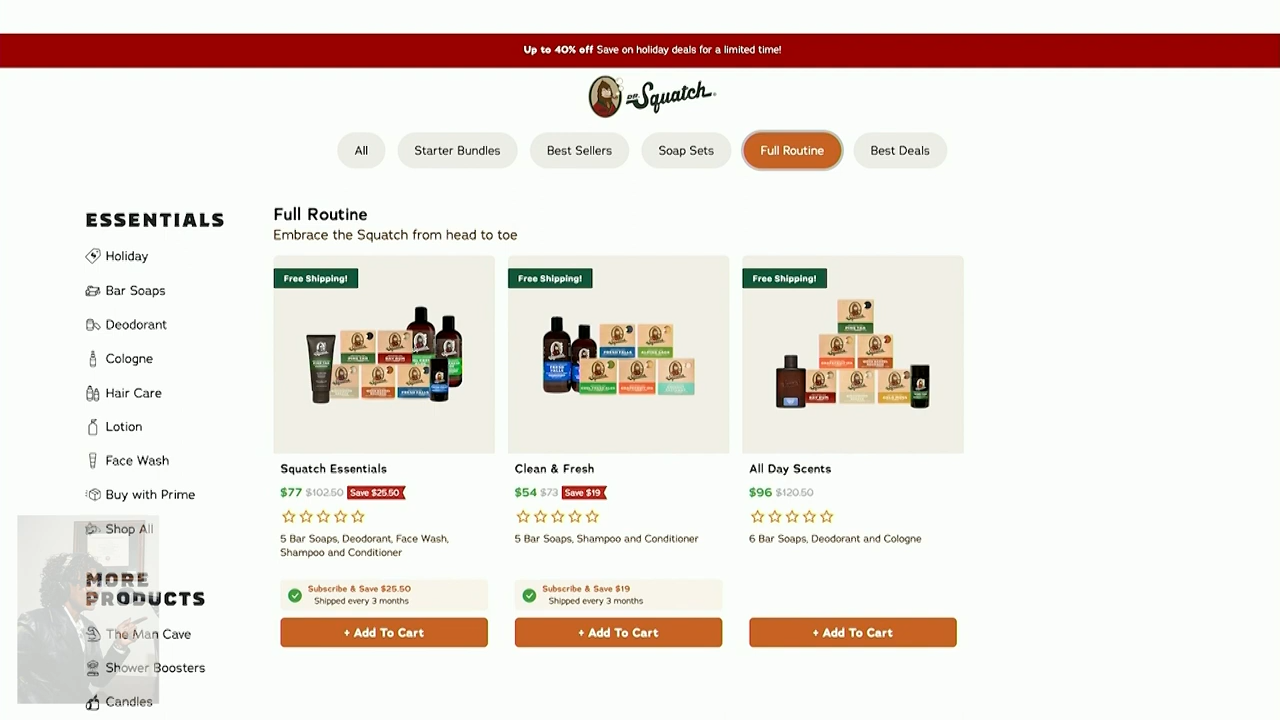 Up to 40% off Save on holiday deals for a limited time!
DR. Squatch
All
Starter Bundles
Best Sellers
Soap Sets
Full Routine
Best Deals
ESSENTIALS
Holiday
Bar Soaps
Deodorant
Cologne
Hair Care
Lotion
Face Wash
Buy with Prime
Shop All
MORE
PRODUCTS
The Man Cave
Shower Boosters
Candles
Full Routine
Embrace the Squatch from head to toe
Free Shipping!
Squatch Essentials
$77 $102.50 Save $25.50
5 Bar Soaps, Deodorant, Face Wash,
Shampoo and Conditioner
Subscribe & Save $25.50
Shipped every 3 months
+ Add To Cart
Free Shipping!
Clean & Fresh
$54 $73 Save $19
5 Bar Soaps, Shampoo and Conditioner
Subscribe & Save $19
Shipped every 3 months
+ Add To Cart
Free Shipping!
All Day Scents
$96 $120.50
6 Bar Soaps, Deodorant and Cologne
+ Add To Cart